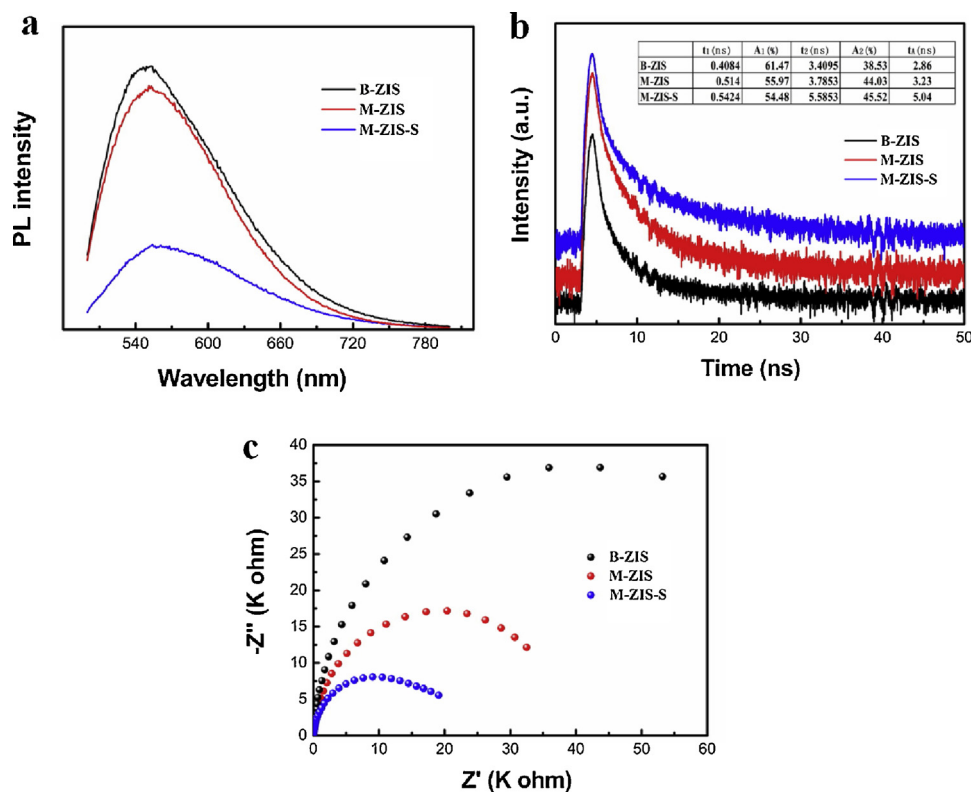 a
PL intensity
B-ZIS
M-ZIS
M-ZIS-S
540 600 660 720 780
Wavelength (nm)
b
Intensity (a.u.)
t1 (ns) A1 (%) t2 (ns) A2 (%) tA (ns)
B-ZIS 0.4084 61.47 3.4095 38.53 2.86
M-ZIS 0.514 55.97 3.7853 44.03 3.23
M-ZIS-S 0.5424 54.48 5.5853 45.52 5.04
B-ZIS
M-ZIS
M-ZIS-S
0 10 20 30 40 50
Time (ns)
c
-Z" (K ohm)
40
35
30
25
20
15
10
5
0
B-ZIS
M-ZIS
M-ZIS-S
0 10 20 30 40 50 60
Z' (K ohm)